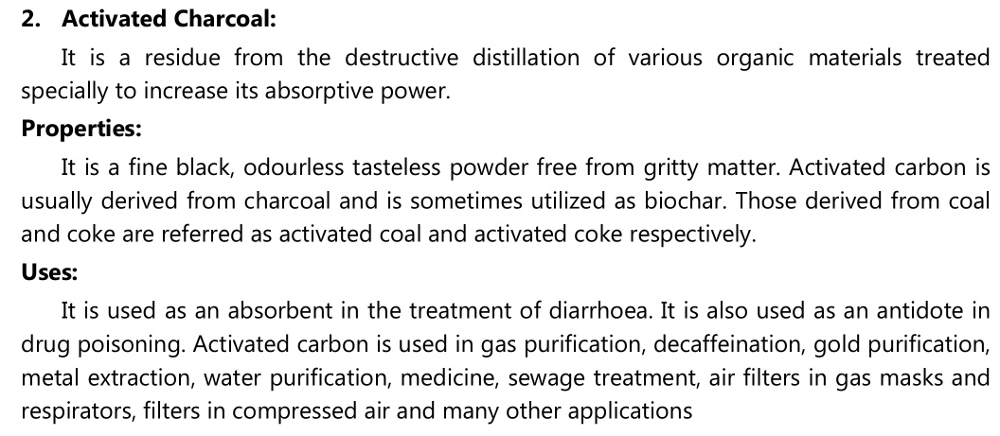 2. Activated Charcoal:
It is a residue from the destructive distillation of various organic materials treated
specially to increase its absorptive power.
Properties:
It is a fine black, odourless tasteless powder free from gritty matter. Activated carbon is
usually derived from charcoal and is sometimes utilized as biochar. Those derived from coal
and coke are referred as activated coal and activated coke respectively.
Uses:
It is used as an absorbent in the treatment of diarrhoea. It is also used as an antidote in
drug poisoning. Activated carbon is used in gas purification, decaffeination, gold purification,
metal extraction, water purification, medicine, sewage treatment, air filters in gas masks and
respirators, filters in compressed air and many other applications